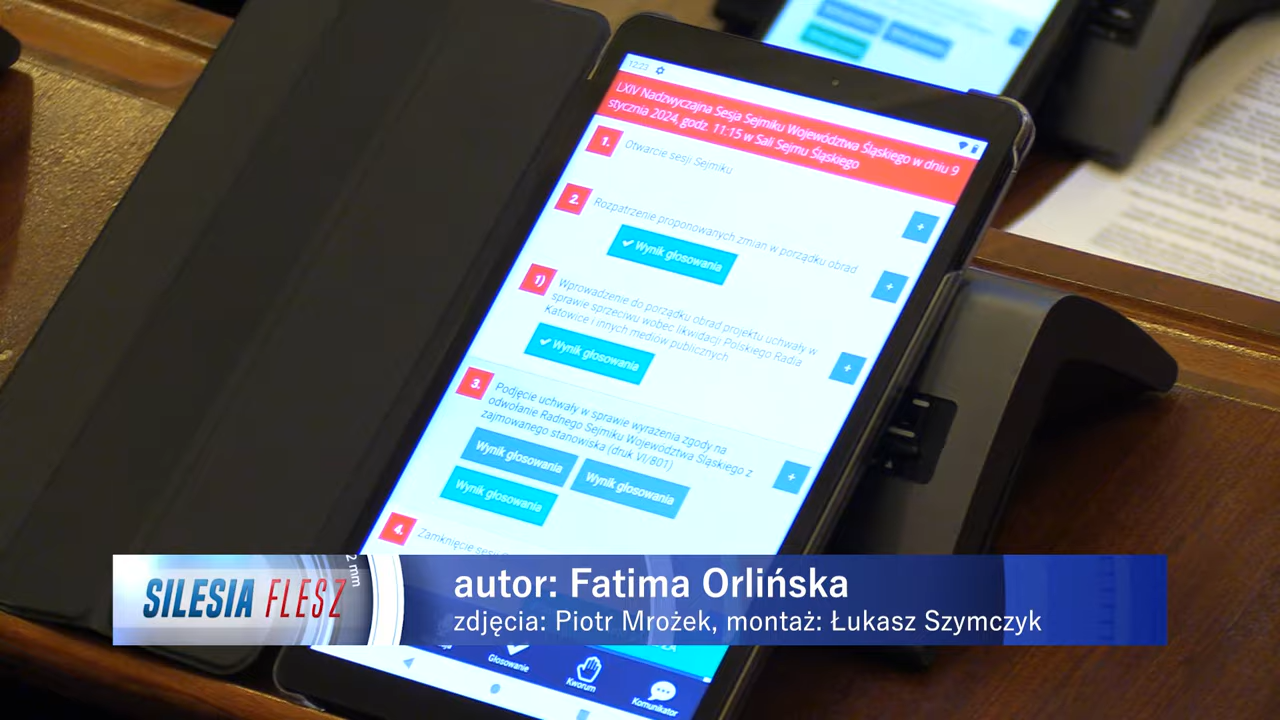 12:23
LXIV Nadzwyczajna Sesja Sejmiku Województwa Śląskiego w dniu 9
stycznia 2024, godz. 11:15 w Sali Sejmu Śląskiego
1. Otwarcie sesji Sejmiku
+
2. Rozpatrzenie proponowanych zmian w porządku obrad
Wynik głosowania
+
1) Wprowadzenie do porządku obrad projektu uchwały w
sprawie sprzeciwu wobec likwidacji Polskiego Radia
Katowice i innych mediów publicznych
Wynik głosowania
+
3. Podjęcie uchwały w sprawie wyrażenia zgody na
odwołanie Radnego Sejmiku Województwa Śląskiego z
zajmowanego stanowiska (druk VI/801)
Wynik głosowania Wynik głosowania
+
Wynik głosowania
4. Zamknięcie
2 mm
SILESIA FLESZ
autor: Fatima Orlińska
zdjęcia: Piotr Mrożek, montaż: Łukasz Szymczyk
Głosowanie
Kworum
Komunikator